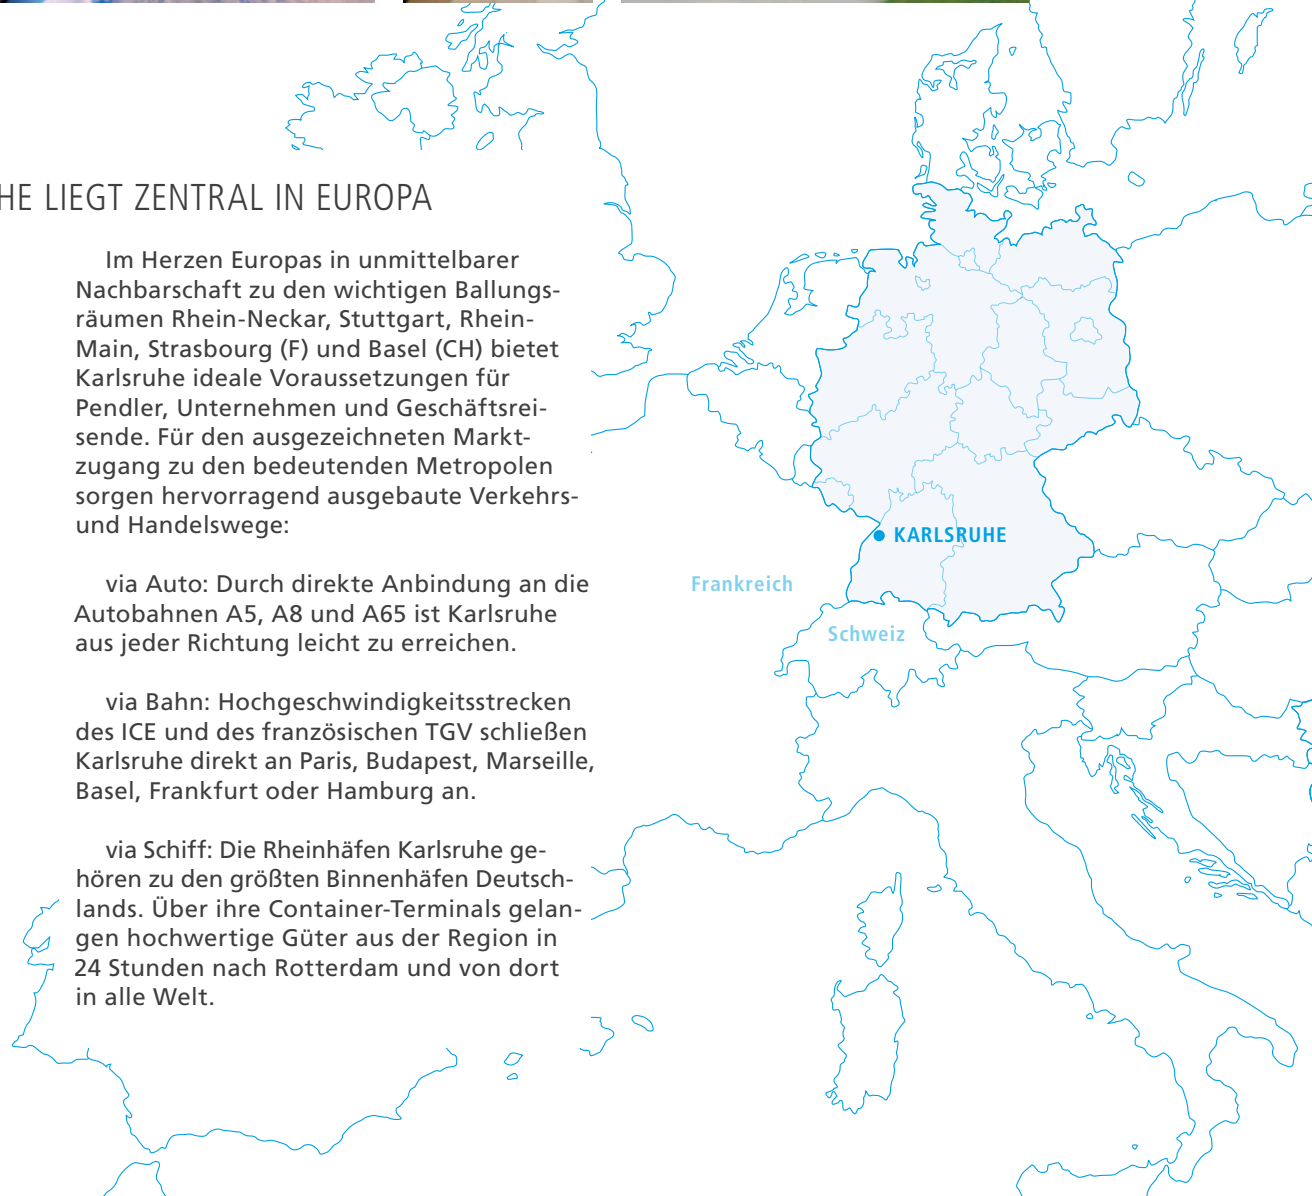 HE LIEGT ZENTRAL IN EUROPA
Im Herzen Europas in unmittelbarer
Nachbarschaft zu den wichtigen Ballungs-
räumen Rhein-Neckar, Stuttgart, Rhein-
Main, Strasbourg (F) und Basel (CH) bietet
Karlsruhe ideale Voraussetzungen für
Pendler, Unternehmen und Geschäftsrei-
sende. Für den ausgezeichneten Markt-
zugang zu den bedeutenden Metropolen
sorgen hervorragend ausgebaute Verkehrs-
und Handelswege:
via Auto: Durch direkte Anbindung an die
Autobahnen A5, A8 und A65 ist Karlsruhe
aus jeder Richtung leicht zu erreichen.
via Bahn: Hochgeschwindigkeitsstrecken
des ICE und des französischen TGV schließen
Karlsruhe direkt an Paris, Budapest, Marseille,
Basel, Frankfurt oder Hamburg an.
via Schiff: Die Rheinhäfen Karlsruhe ge-
hören zu den größten Binnenhäfen Deutsch-
lands. Über ihre Container-Terminals gelan-
gen hochwertige Güter aus der Region in
24 Stunden nach Rotterdam und von dort
in alle Welt.
KARLSRUHE
Frankreich
Schweiz